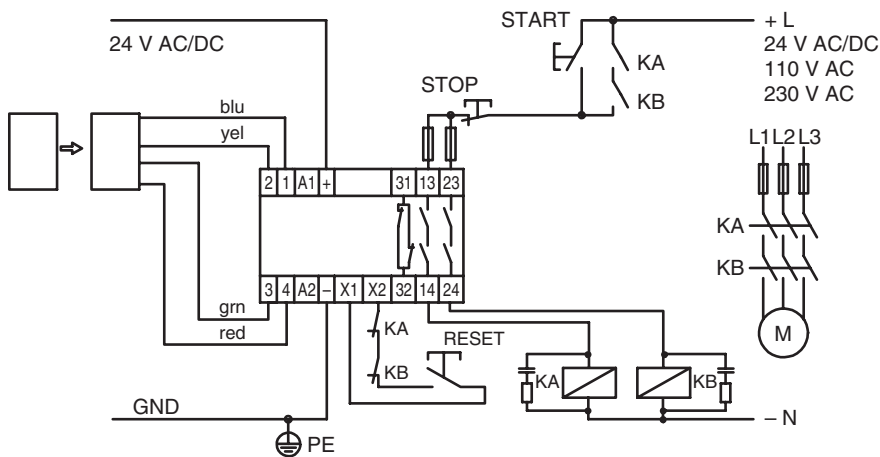 START
+ L
24 V AC/DC
24 V AC/DC
110 V AC
230 V AC
KA
KB
STOP
blu
yel
L1 L2 L3
2 1 A1 + 31 13 23
KA
KB
3 4 A2 – X1 X2 32 14 24
grn
red
KA
RESET
KB
M
KA
KB
GND
– N
PE